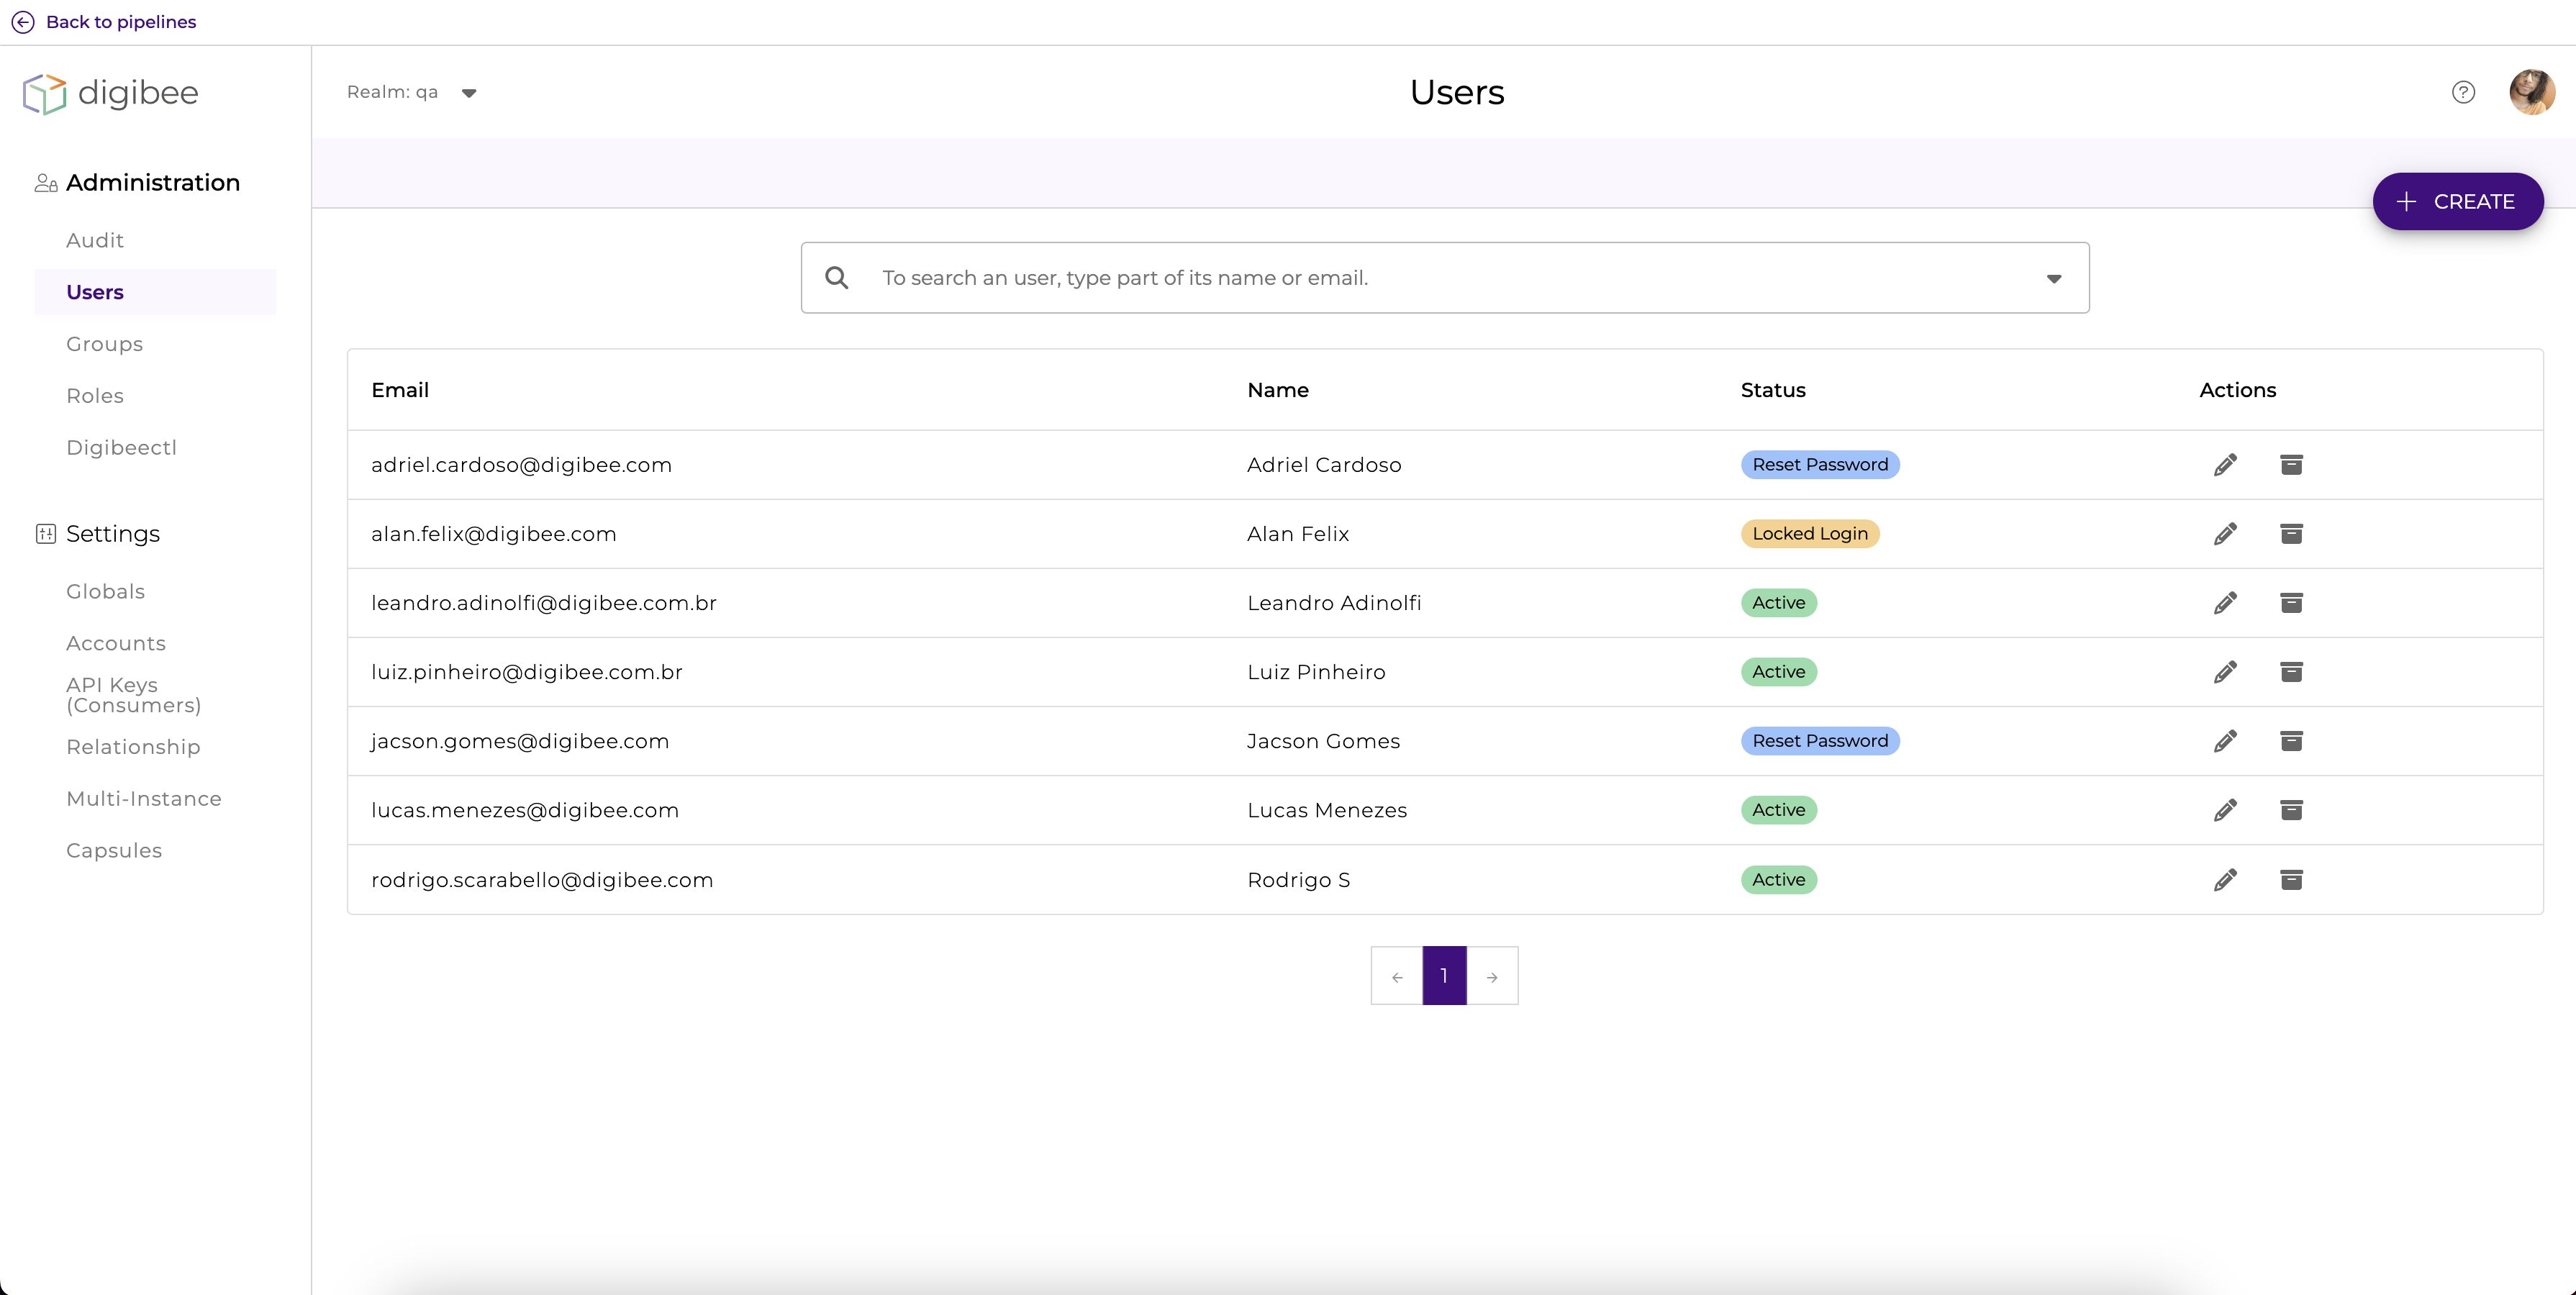 Back to pipelines
digibee
Realm: qa
Users
Administration
Audit
Users
Groups
Roles
Digibeectl
Settings
Globals
Accounts
API Keys
(Consumers)
Relationship
Multi-Instance
Capsules
CREATE
To search an user, type part of its name or email.
Email Name Status Actions
adriel.cardoso@digibee.com Adriel Cardoso Reset Password
alan.felix@digibee.com Alan Felix Locked Login
leandro.adinolfi@digibee.com.br Leandro Adinolfi Active
luiz.pinheiro@digibee.com.br Luiz Pinheiro Active
jacson.gomes@digibee.com Jacson Gomes Reset Password
lucas.menezes@digibee.com Lucas Menezes Active
rodrigo.scarabello@digibee.com Rodrigo S Active
← 1 →